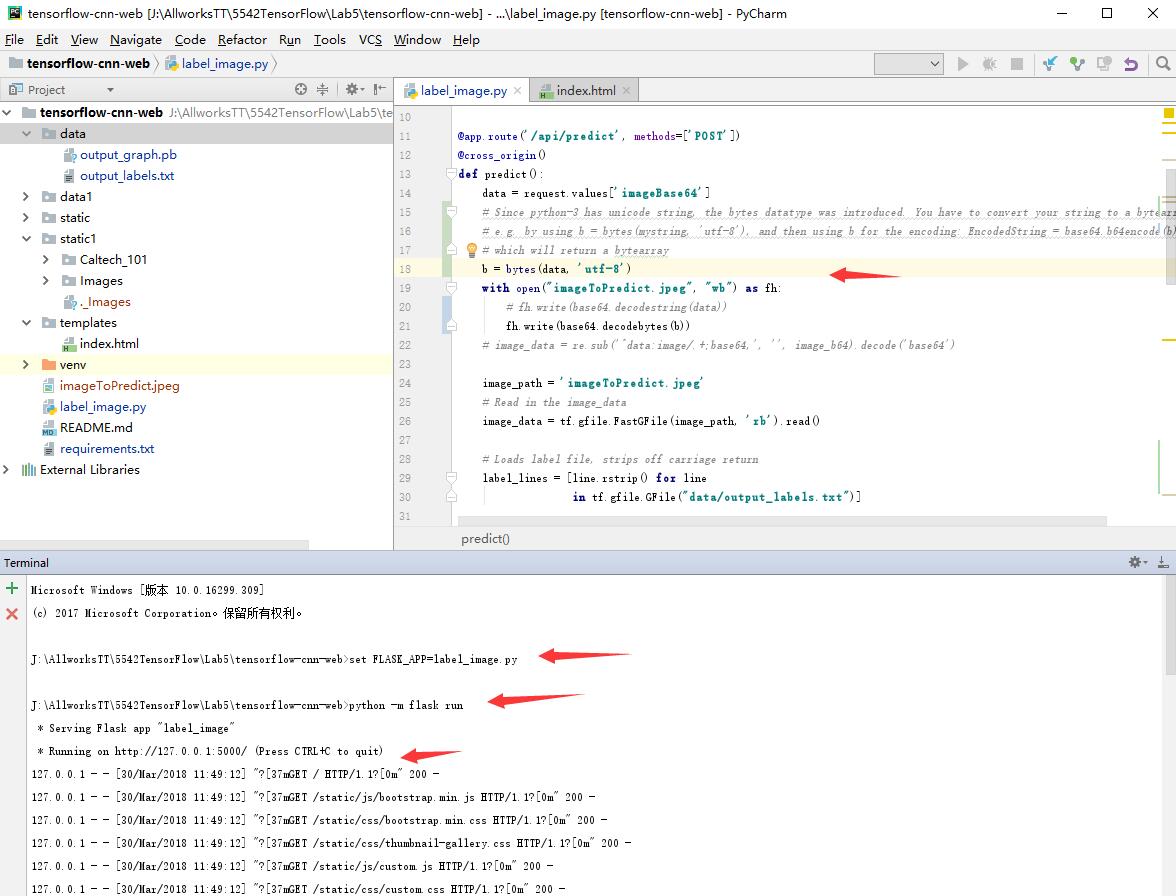 tensorflow-cnn-web [J:\AllworksTT\5542TensorFlow\Lab5\tensorflow-cnn-web] - ...\label_image.py [tensorflow-cnn-web] - PyCharm
File Edit View Navigate Code Refactor Run Tools VCS Window Help
tensorflow-cnn-web label_image.py
Project
label_image.py index.html
tensorflow-cnn-web J:\AllworksTT\5542TensorFlow\Lab5\te
data
output_graph.pb
output_labels.txt
data1
static
static1
Caltech_101
Images
._Images
templates
index.html
venv
imageToPredict.jpeg
label_image.py
README.md
requirements.txt
External Libraries
10
11 @app.route('/api/predict', methods=['POST'])
12 @cross_origin()
13 def predict():
14 data = request.values['imageBase64']
15 # Since python-3 has unicode string, the bytes datatype was introduced. You have to convert your string to a bytear
16 # e.g. by using b = bytes(mystring, 'utf-8'), and then using b for the encoding: EncodedString = base64.b64encode(b)
17 # which will return a bytearray
18 b = bytes(data, 'utf-8')
19 with open("imageToPredict.jpeg", "wb") as fh:
20 # fh.write(base64.decodestring(data))
21 fh.write(base64.decodebytes(b))
22 # image_data = re.sub('^data:image/.+;base64,', '', image_b64).decode('base64')
23
24 image_path = 'imageToPredict.jpeg'
25 # Read in the image_data
26 image_data = tf.gfile.FastGFile(image_path, 'rb').read()
27
28 # Loads label file, strips off carriage return
29 label_lines = [line.rstrip() for line
30 in tf.gfile.GFile("data/output_labels.txt")]
31
predict()
Terminal
Microsoft Windows [版本 10.0.16299.309]
(c) 2017 Microsoft Corporation。保留所有权利。
J:\AllworksTT\5542TensorFlow\Lab5\tensorflow-cnn-web>set FLASK_APP=label_image.py
J:\AllworksTT\5542TensorFlow\Lab5\tensorflow-cnn-web>python -m flask run
* Serving Flask app "label_image"
* Running on http://127.0.0.1:5000/ (Press CTRL+C to quit)
127.0.0.1 - - [30/Mar/2018 11:49:12] "?[37mGET / HTTP/1.1?[0m" 200 -
127.0.0.1 - - [30/Mar/2018 11:49:12] "?[37mGET /static/js/bootstrap.min.js HTTP/1.1?[0m" 200 -
127.0.0.1 - - [30/Mar/2018 11:49:12] "?[37mGET /static/css/bootstrap.min.css HTTP/1.1?[0m" 200 -
127.0.0.1 - - [30/Mar/2018 11:49:12] "?[37mGET /static/css/thumbnail-gallery.css HTTP/1.1?[0m" 200 -
127.0.0.1 - - [30/Mar/2018 11:49:12] "?[37mGET /static/js/custom.js HTTP/1.1?[0m" 200 -
127.0.0.1 - - [30/Mar/2018 11:49:12] "?[37mGET /static/css/custom.css HTTP/1.1?[0m" 200 -